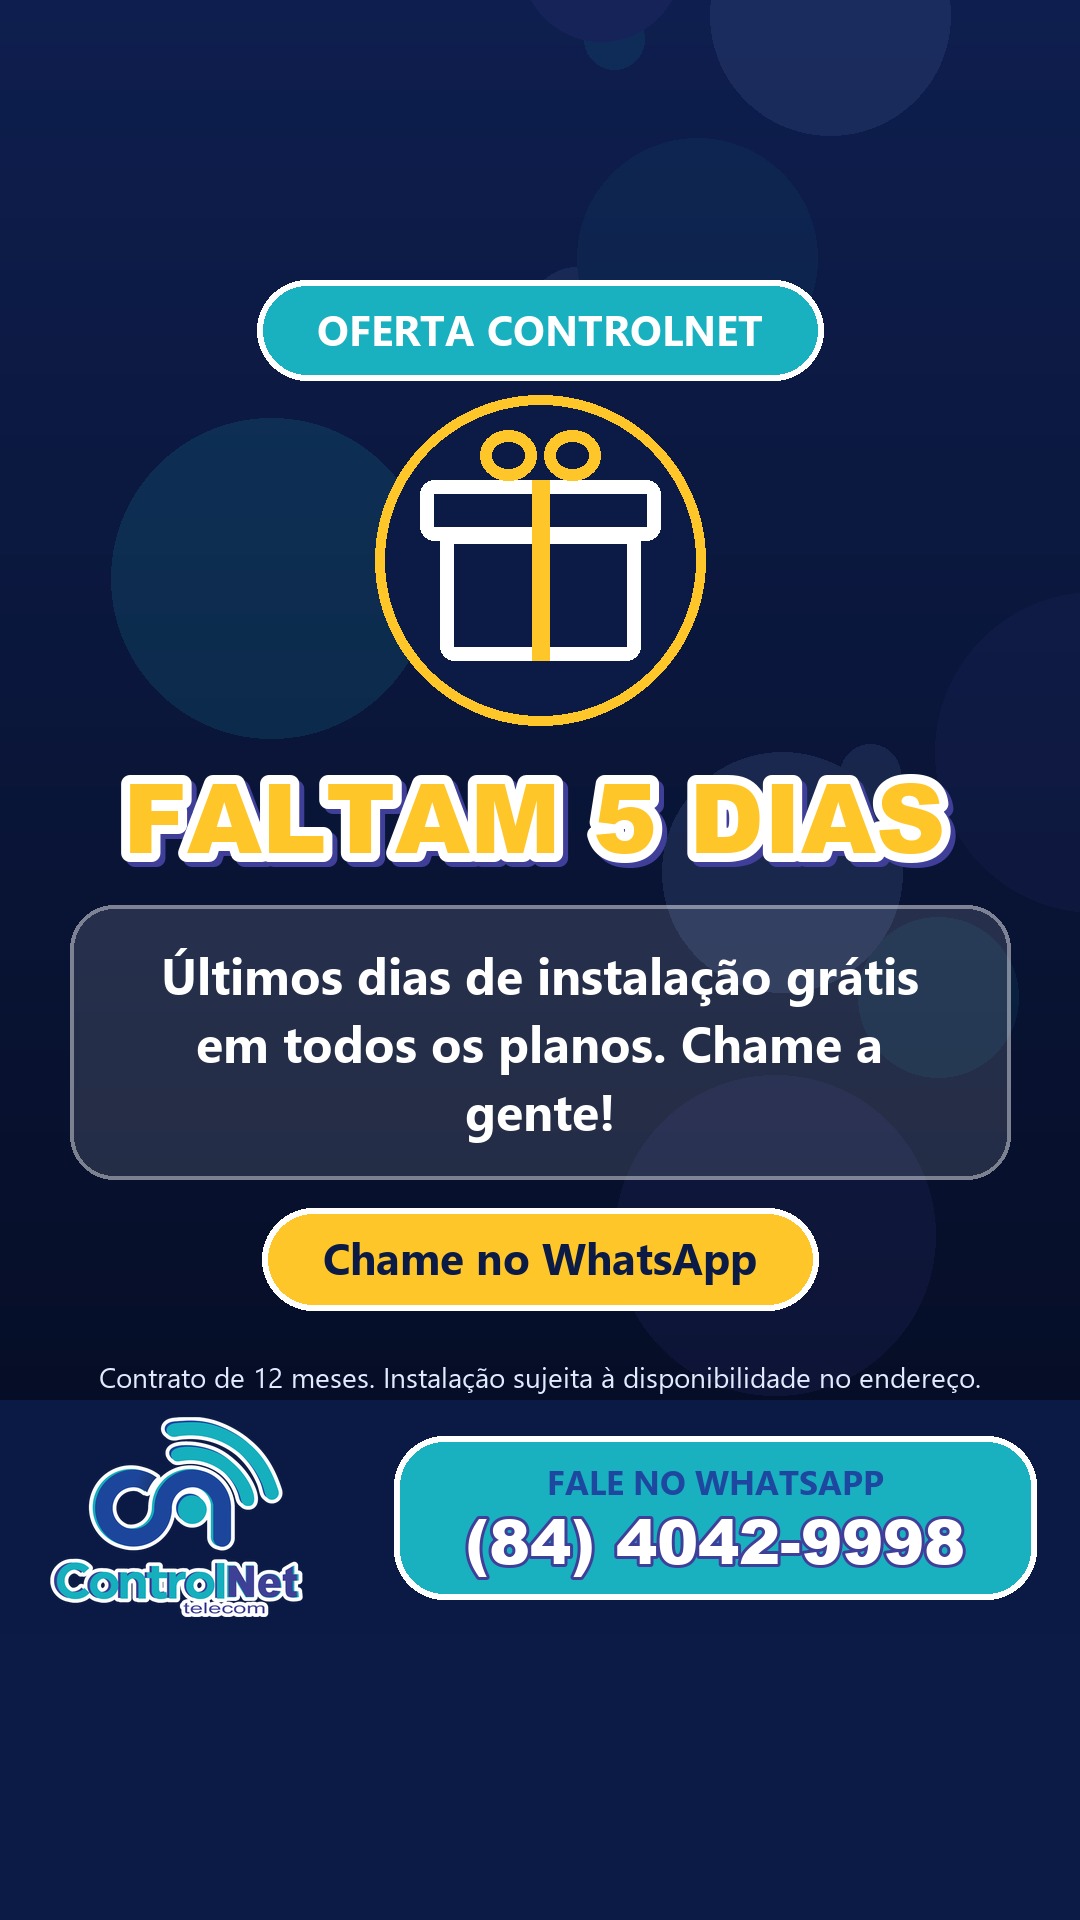 OFERTA CONTROLNET
FALTAM 5 DIAS
Últimos dias de instalação grátis
em todos os planos. Chame a
gente!
Chame no WhatsApp
Contrato de 12 meses. Instalação sujeita à disponibilidade no endereço.
ControlNet
telecom
FALE NO WHATSAPP
(84) 4042-9998